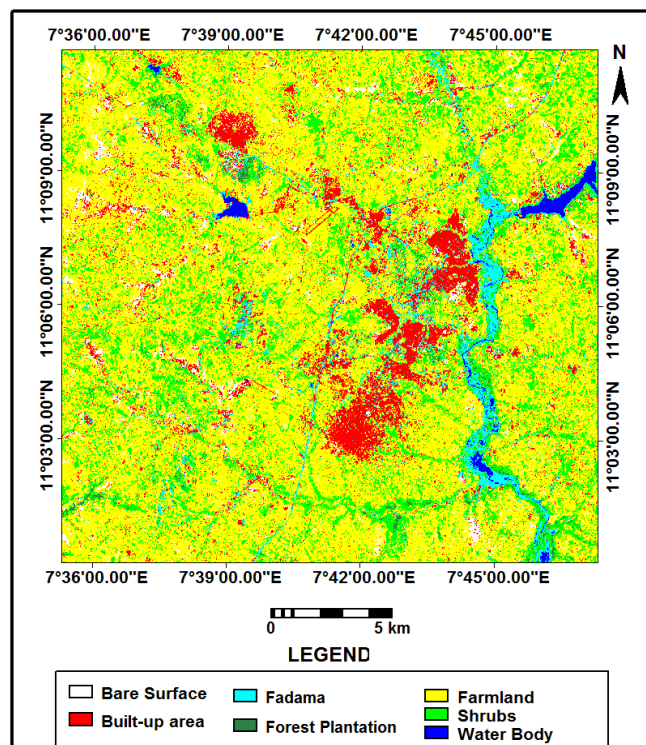 7°36'00.00"E 7°39'00.00"E 7°42'00.00"E 7°45'00.00"E
N
11°09'00.00"N
11°06'00.00"N
11°03'00.00"N
11°09'00.00"N
11°06'00.00"N
11°03'00.00"N
7°36'00.00"E 7°39'00.00"E 7°42'00.00"E 7°45'00.00"E
0 5 km
LEGEND
Bare Surface Fadama Farmland
Shrubs
Built-up area Forest Plantation Water Body